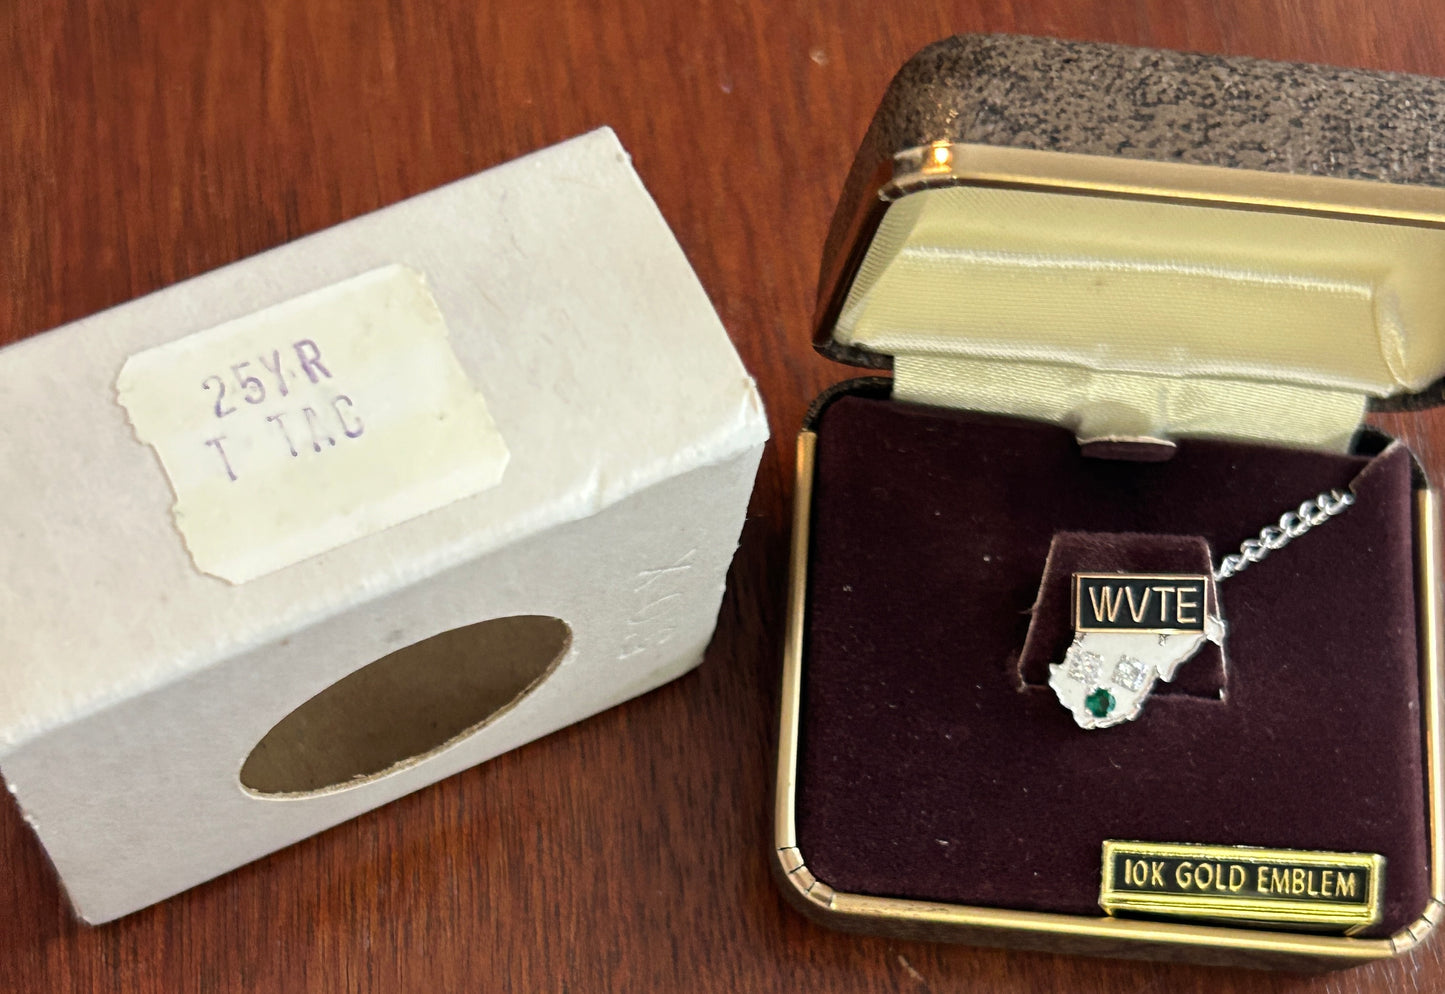 25YR
T TAC
WVTE
10K GOLD EMBLEM